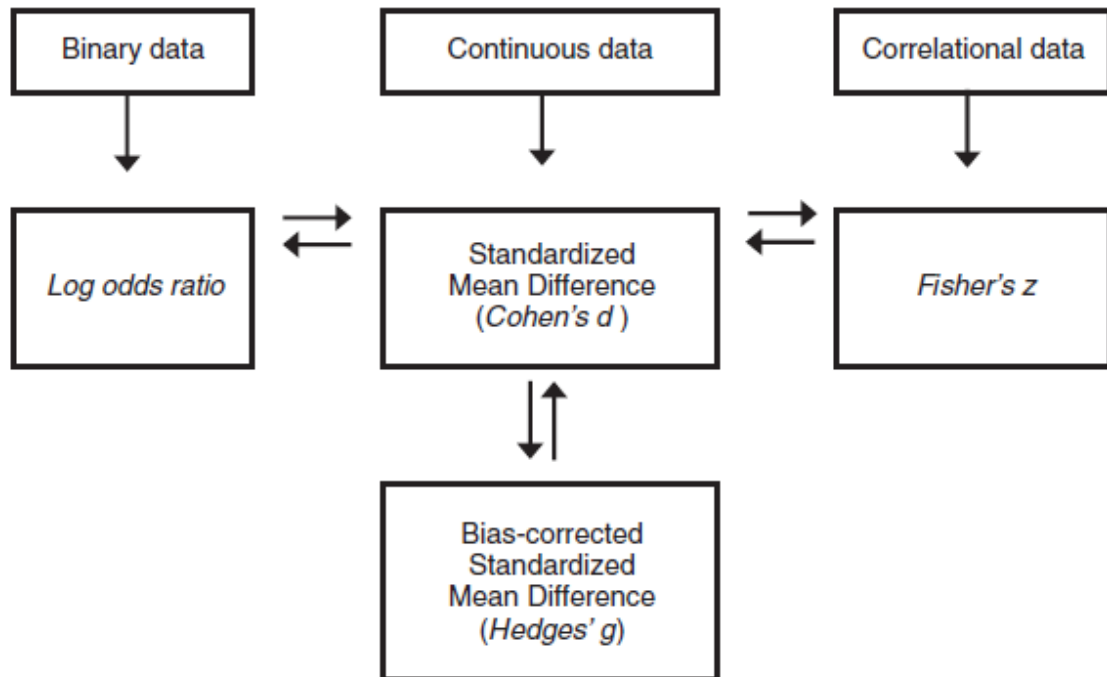 Binary data
Continuous data
Correlational data
Log odds ratio
Standardized
Mean Difference
(Cohen's d )
Fisher's z
Bias-corrected
Standardized
Mean Difference
(Hedges' g)